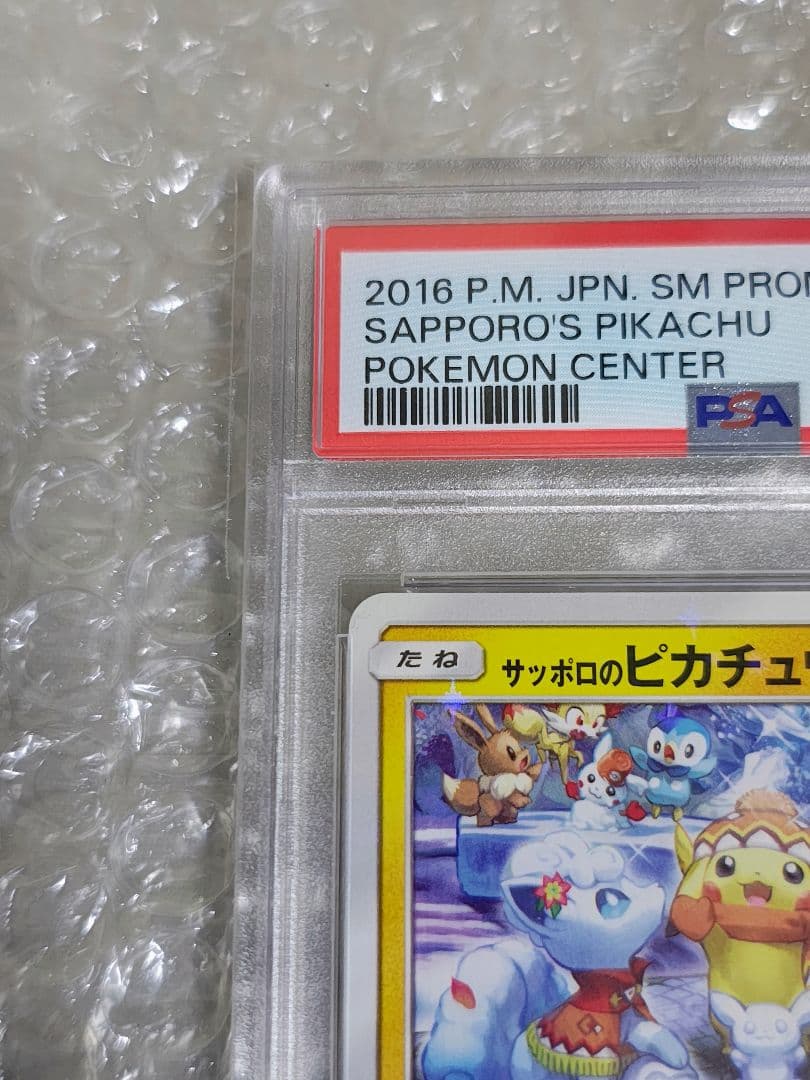 2016 P.M. JPN. SM PROM
SAPPORO'S PIKACHU
POKEMON CENTER
PSA
たね
サッポロのピカチュウ